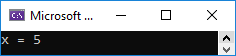 Microsoft ...
x = 5